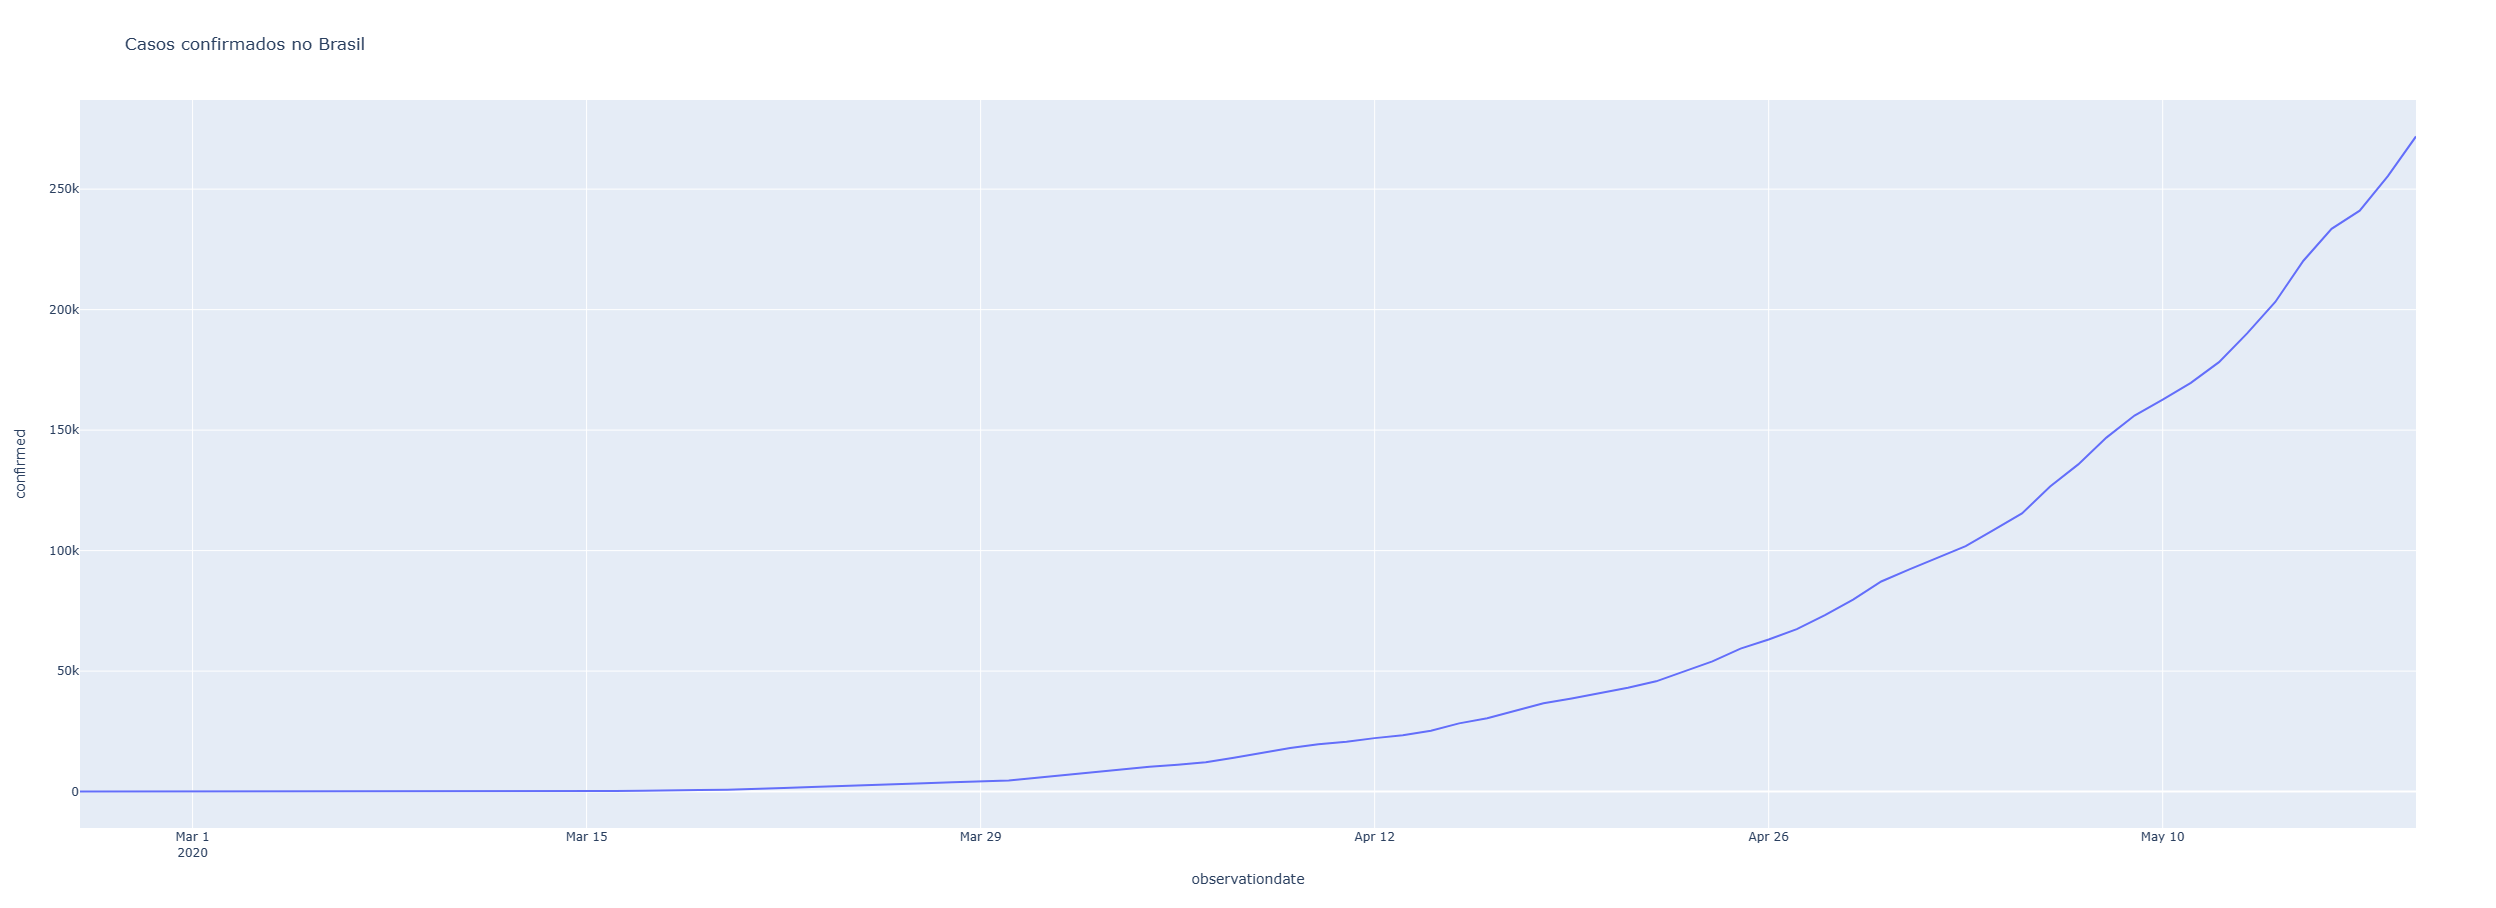 Casos confirmados no Brasil
confirmed
250k
200k
150k
100k
50k
0
Mar 1
2020
Mar 15
Mar 29
Apr 12
Apr 26
May 10
observationdate